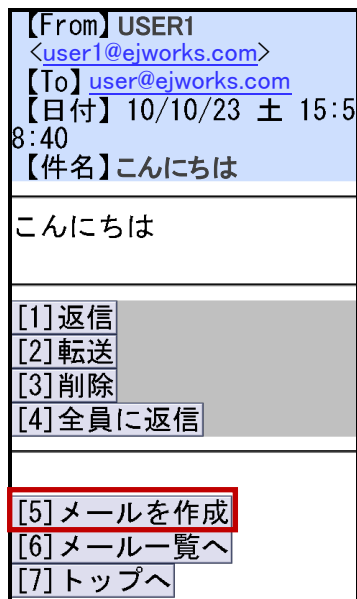 【From】USER1
<user1@ejworks.com>
【To】user@ejworks.com
【日付】10/10/23 土 15:5
8:40
【件名】こんにちは
こんにちは
[1]返信
[2]転送
[3]削除
[4]全員に返信
[5]メールを作成
[6]メール一覧へ
[7]トップへ